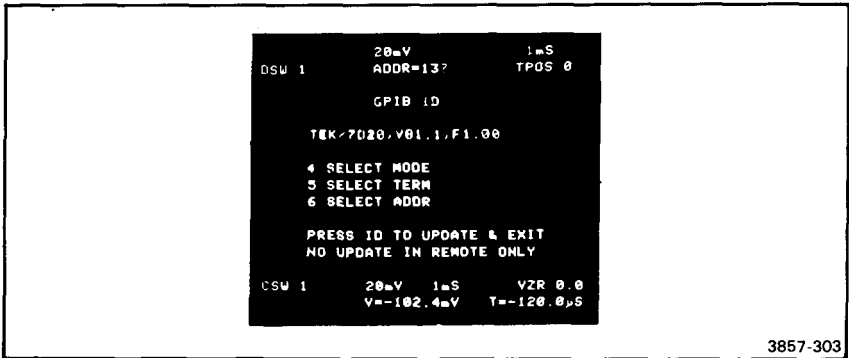 20mV 1mS
DSW 1 ADDR=13? TPOS 0
GPIB ID
TEK/7D20,V81.1,F1.00
4 SELECT MODE
5 SELECT TERM
6 SELECT ADDR
PRESS ID TO UPDATE & EXIT
NO UPDATE IN REMOTE ONLY
CSW 1 20mV 1mS VZR 0.0
V=-102.4mV T=-120.0µS
3857-303